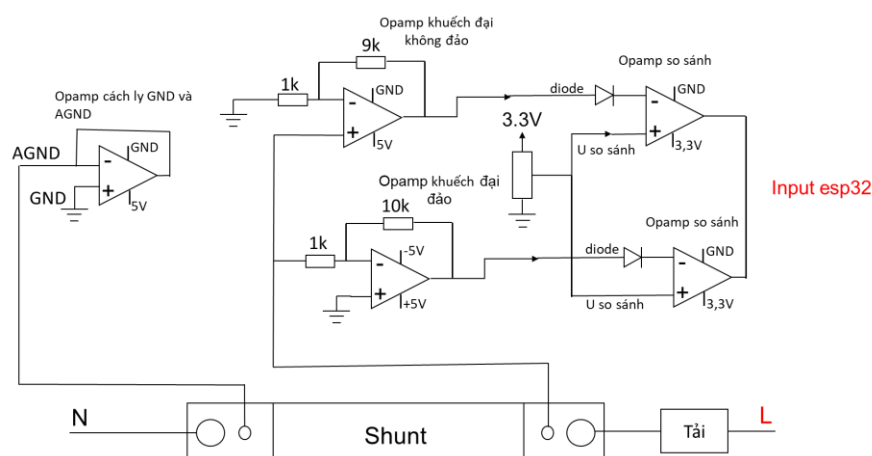 Opamp khuếch đại
không đảo
9k
1k
GND
-
+
5V
Opamp cách ly GND và
AGND
AGND
GND
GND
-
+
5V
diode
Opamp so sánh
GND
-
+
3,3V
3.3V
U so sánh
Input esp32
Opamp khuếch đại
đảo
10k
1k
-5V
-
+
+5V
diode
Opamp so sánh
GND
-
+
3,3V
U so sánh
N
Shunt
Tải
L